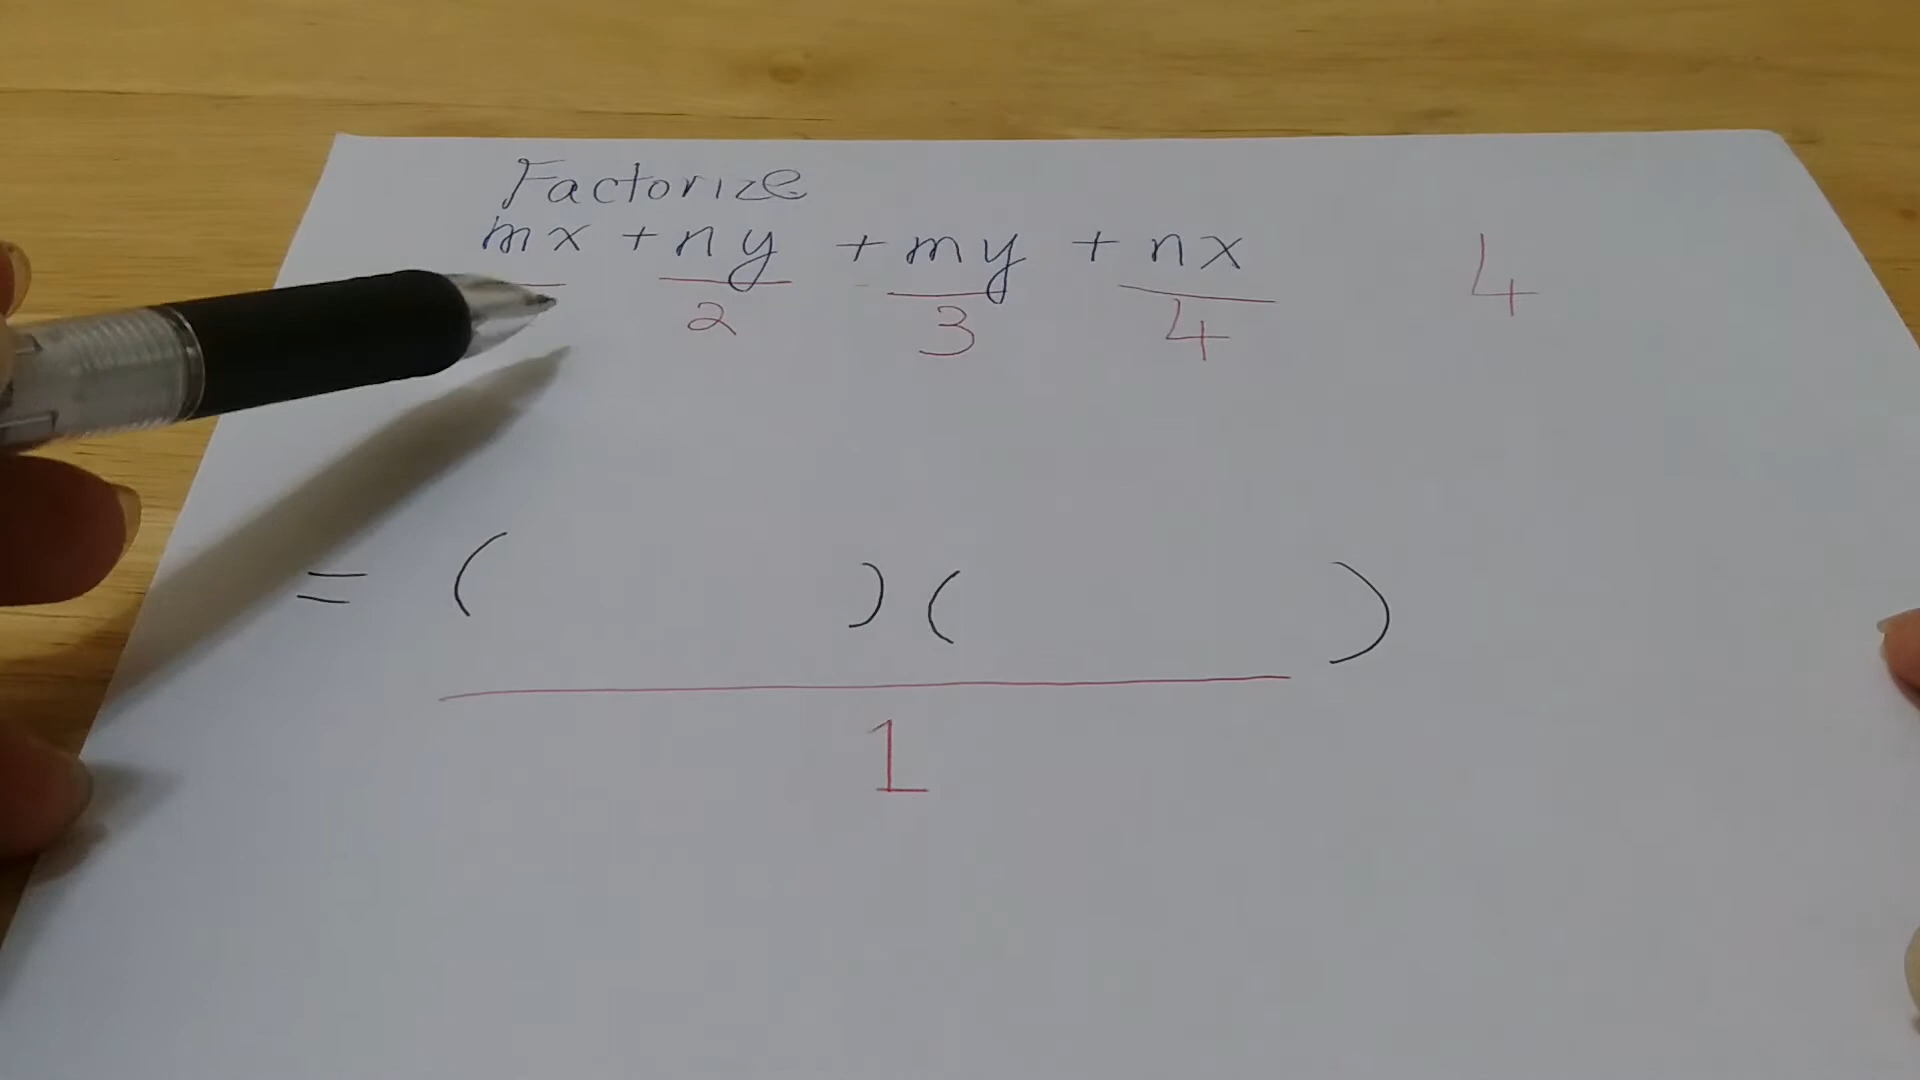 Factorize
mx + ny + my + nx 4
2 3 4
= ( ) ( )
1